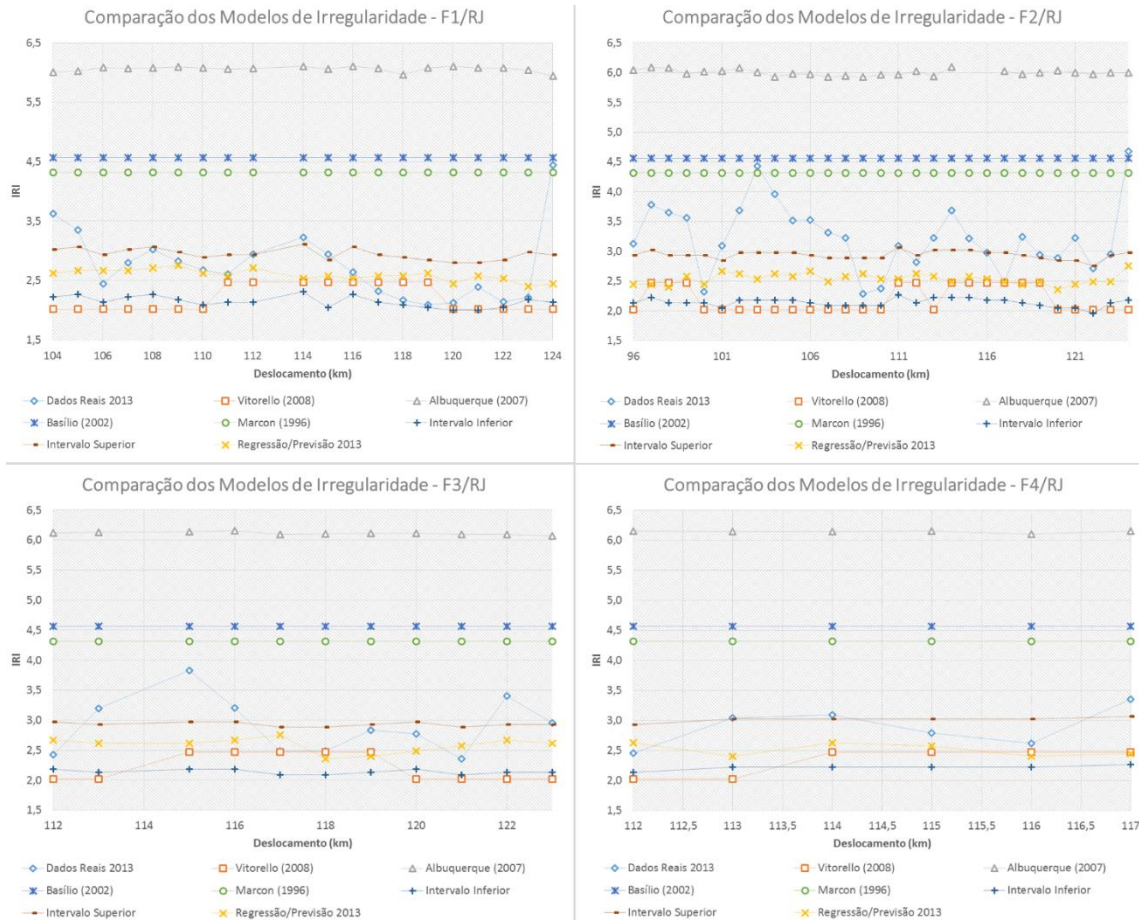 Comparação dos Modelos de Irregularidade - F1/RJ
6,5
5,5
IRI
4,5
3,5
2,5
1,5
104 106 108 110 112 114 116 118 120 122 124
Deslocamento (km)
Dados Reais 2013 Vitorello (2008) Albuquerque (2007)
Basílio (2002) Marcon (1996) Intervalo Inferior
Intervalo Superior Regressão/Previsão 2013
Comparação dos Modelos de Irregularidade - F2/RJ
6,5
6,0
5,5
5,0
IRI
4,5
4,0
3,5
3,0
2,5
2,0
1,5
96 101 106 111 116 121
Deslocamento (km)
Dados Reais 2013 Vitorello (2008) Albuquerque (2007)
Basílio (2002) Marcon (1996) Intervalo Inferior
Intervalo Superior Regressão/Previsão 2013
Comparação dos Modelos de Irregularidade - F3/RJ
6,5
6,0
5,5
5,0
4,5
IRI
4,0
3,5
3,0
2,5
2,0
1,5
112 114 116 118 120 122
Deslocamento (km)
Dados Reais 2013 Vitorello (2008) Albuquerque (2007)
Basílio (2002) Marcon (1996) Intervalo Inferior
Intervalo Superior Regressão/Previsão 2013
Comparação dos Modelos de Irregularidade - F4/RJ
6,5
6,0
5,5
5,0
4,5
IRI
4,0
3,5
3,0
2,5
2,0
1,5
112 112,5 113 113,5 114 114,5 115 115,5 116 116,5 117
Deslocamento (km)
Dados Reais 2013 Vitorello (2008) Albuquerque (2007)
Basílio (2002) Marcon (1996) Intervalo Inferior
Intervalo Superior Regressão/Previsão 2013